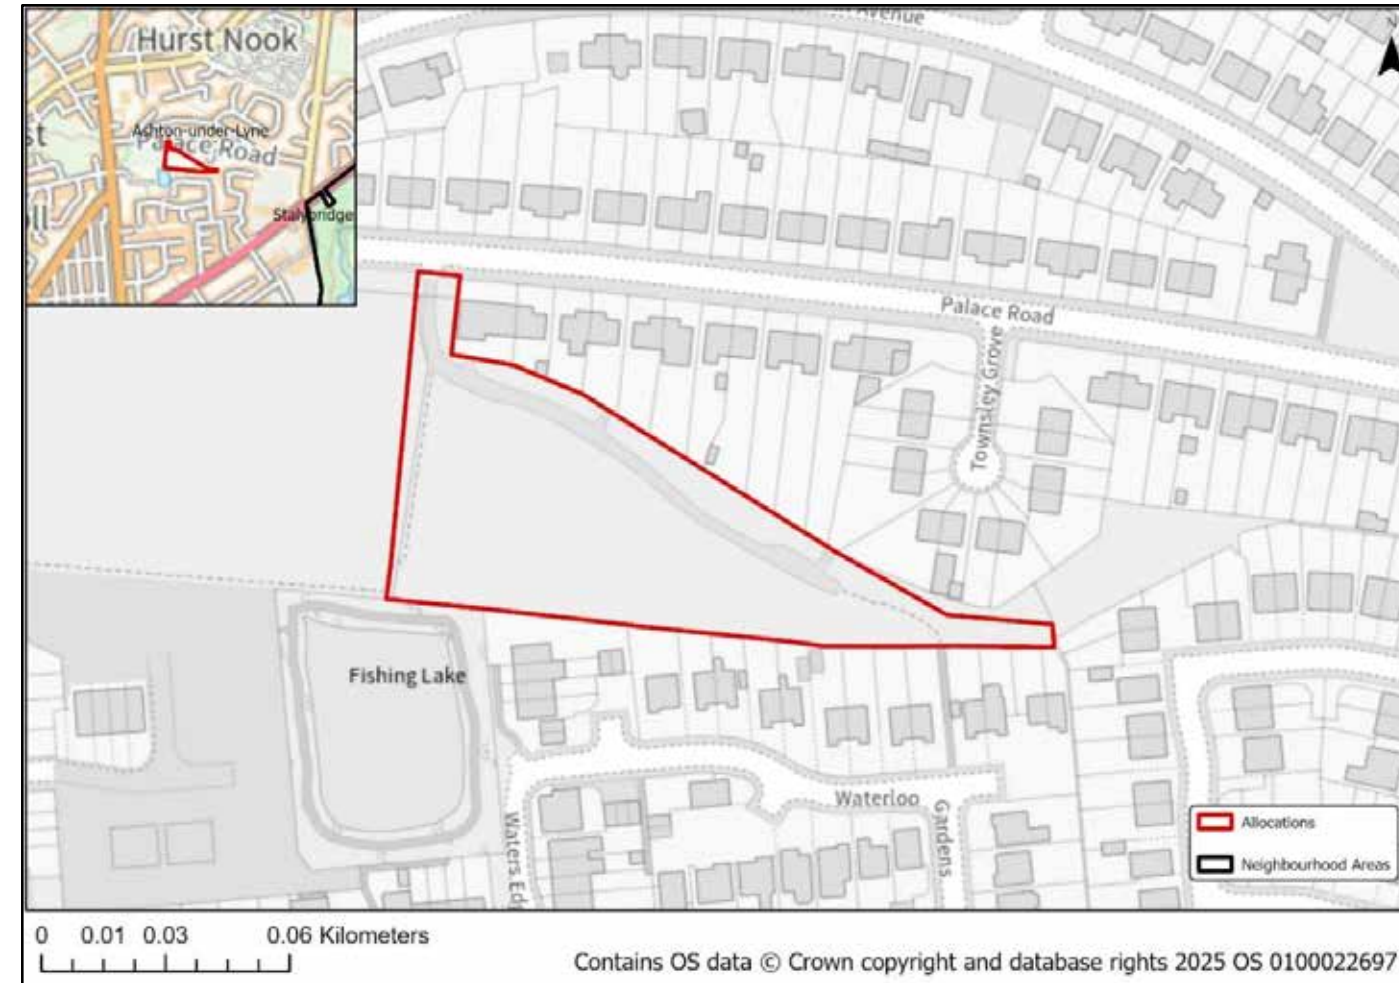 Avenue
Hurst Nook
Ashton-under-Lyne
Palace Road
Stalybridge
Palace Road
Townsley Grove
Fishing Lake
Waterloo
Gardens
Waters
Allocations
Neighbourhood Areas
0 0.01 0.03 0.06 Kilometers
Contains OS data © Crown copyright and database rights 2025 OS 0100022697